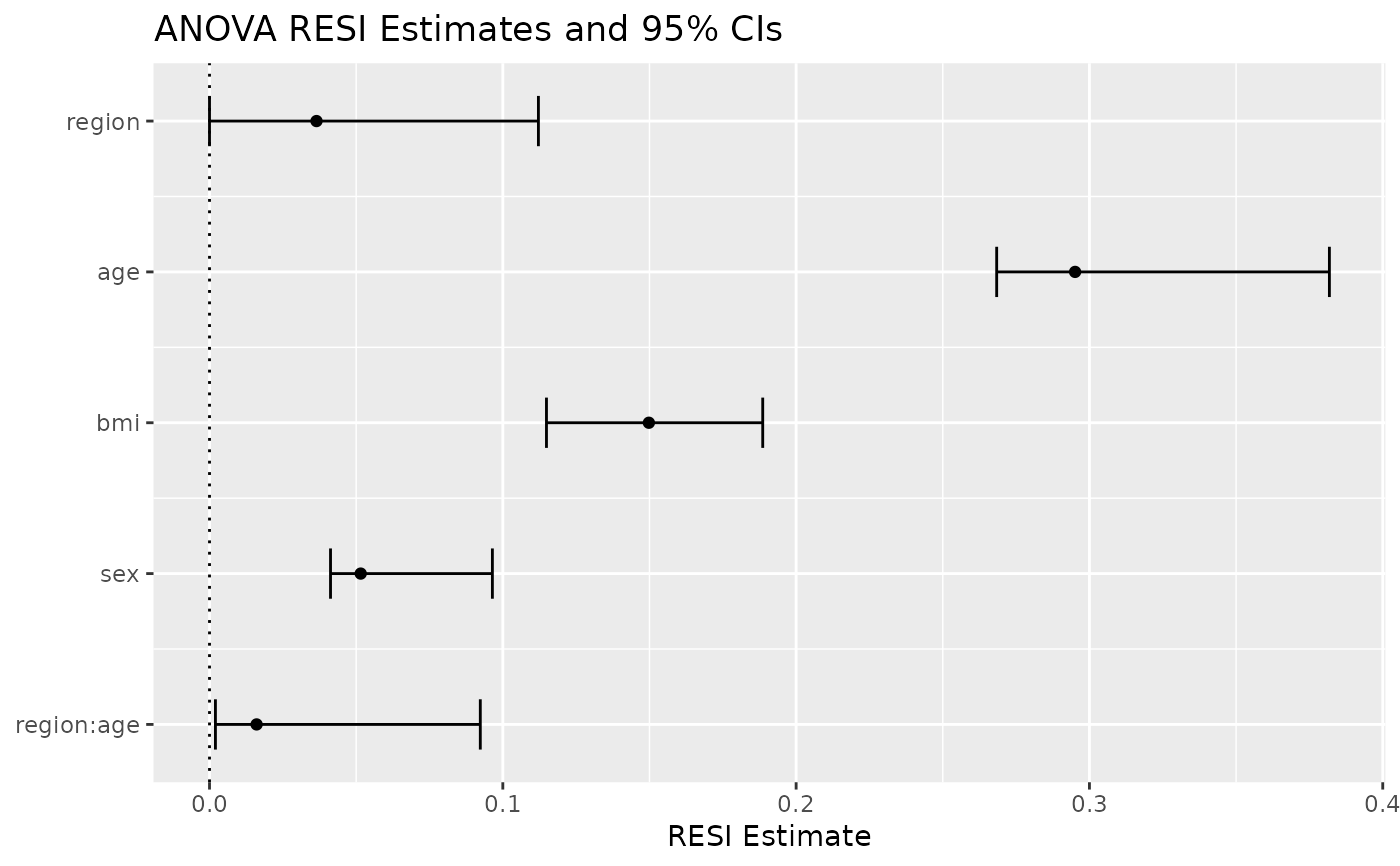 ANOVA RESI Estimates and 95% CIs
region
age
bmi
sex
region:age
0.0 0.1 0.2 0.3 0.4
RESI Estimate